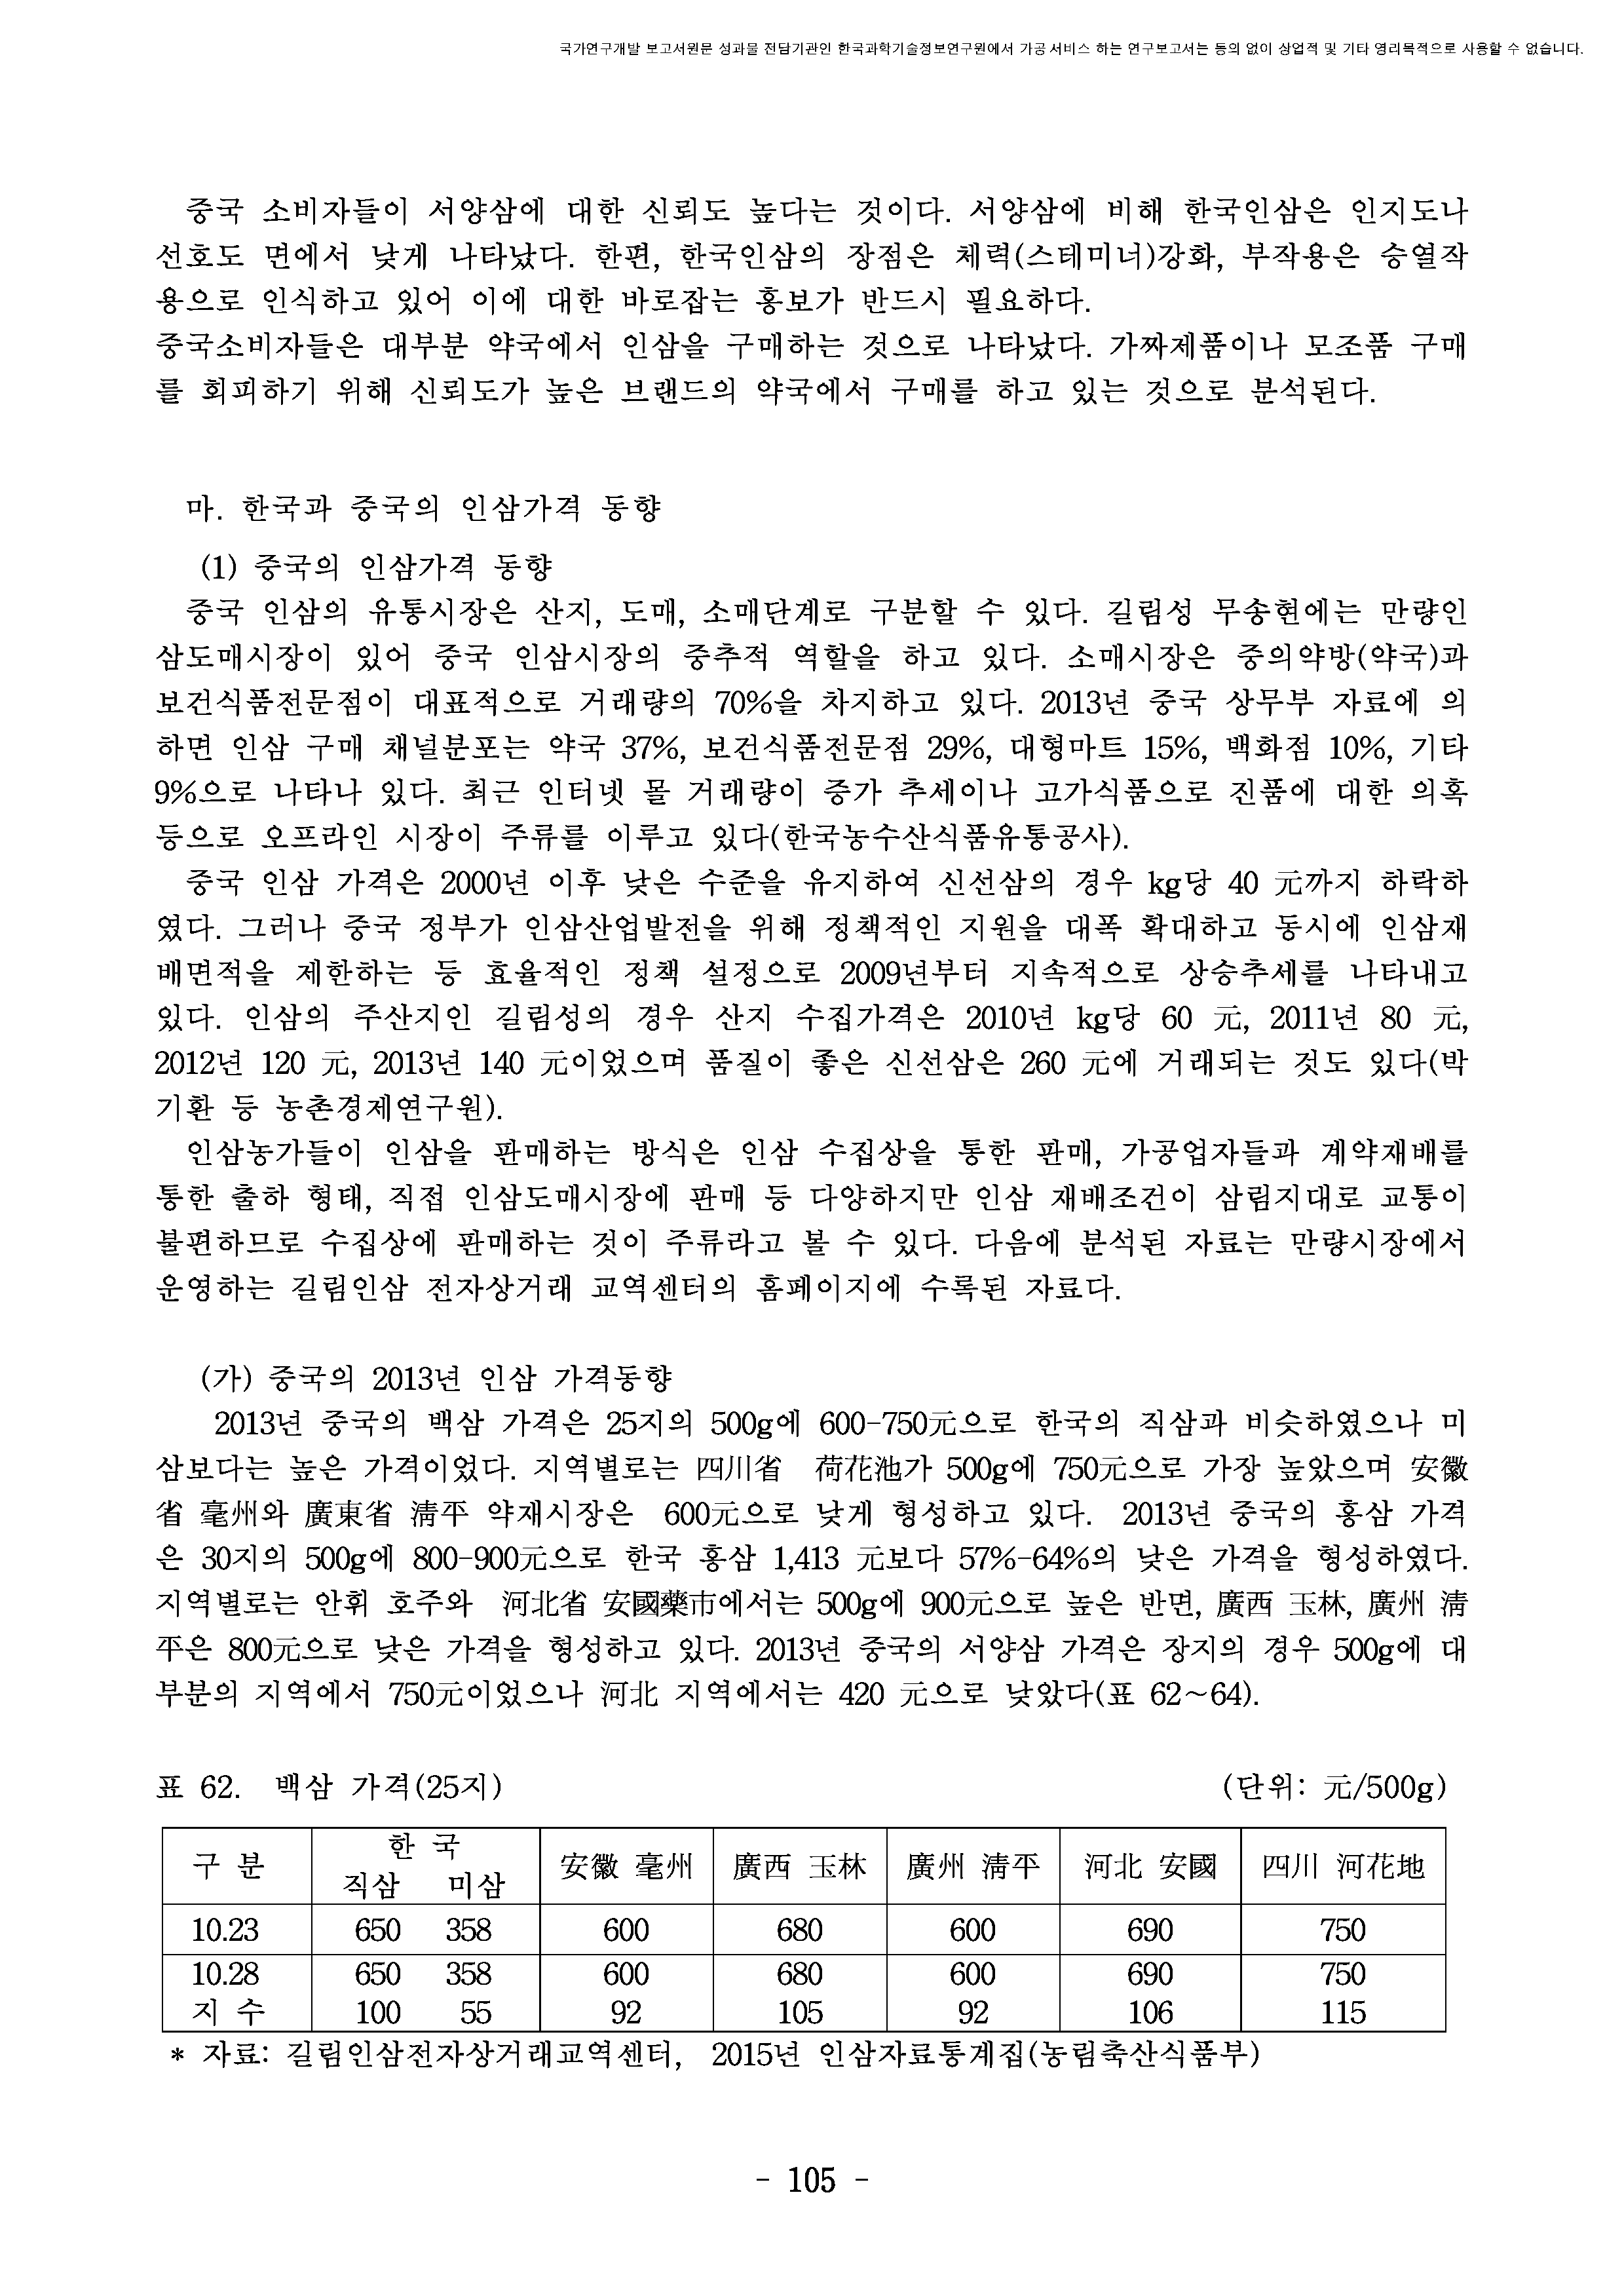 국가연구개발 보고서원문 성과물 전담기관인 한국과학기술정보연구원에서 가공·서비스 하는 연구보고서는 동의 없이 상업적 및 기타 영리목적으로 사용할 수 없습니다.
중국 소비자들이 서양삼에 대한 신뢰도 높다는 것이다. 서양삼에 비해 한국인삼은 인지도나
선호도 면에서 낮게 나타났다. 한편, 한국인삼의 장점은 체력(스테미너)강화, 부작용은 승열작
용으로 인식하고 있어 이에 대한 바로잡는 홍보가 반드시 필요하다.
중국소비자들은 대부분 약국에서 인삼을 구매하는 것으로 나타났다. 가짜제품이나 모조품 구매
를 회피하기 위해 신뢰도가 높은 브랜드의 약국에서 구매를 하고 있는 것으로 분석된다.
마. 한국과 중국의 인삼가격 동향
(1) 중국의 인삼가격 동향
중국 인삼의 유통시장은 산지, 도매, 소매단계로 구분할 수 있다. 길림성 무송현에는 만량인
삼도매시장이 있어 중국 인삼시장의 중추적 역할을 하고 있다. 소매시장은 중의약방(약국)과
보건식품전문점이 대표적으로 거래량의 70%을 차지하고 있다. 2013년 중국 상무부 자료에 의
하면 인삼 구매 채널분포는 약국 37%, 보건식품전문점 29%, 대형마트 15%, 백화점 10%, 기타
9%으로 나타나 있다. 최근 인터넷 몰 거래량이 증가 추세이나 고가식품으로 진품에 대한 의혹
등으로 오프라인 시장이 주류를 이루고 있다(한국농수산식품유통공사).
중국 인삼 가격은 2000년 이후 낮은 수준을 유지하여 신선삼의 경우 kg당 40 元까지 하락하
였다. 그러나 중국 정부가 인삼산업발전을 위해 정책적인 지원을 대폭 확대하고 동시에 인삼재
배면적을 제한하는 등 효율적인 정책 설정으로 2009년부터 지속적으로 상승추세를 나타내고
있다. 인삼의 주산지인 길림성의 경우 산지 수집가격은 2010년 kg당 60 元, 2011년 80 元,
2012년 120 元, 2013년 140 元이었으며 품질이 좋은 신선삼은 260 元에 거래되는 것도 있다(박
기환 등 농촌경제연구원).
인삼농가들이 인삼을 판매하는 방식은 인삼 수집상을 통한 판매, 가공업자들과 계약재배를
통한 출하 형태, 직접 인삼도매시장에 판매 등 다양하지만 인삼 재배조건이 삼림지대로 교통이
불편하므로 수집상에 판매하는 것이 주류라고 볼 수 있다. 다음에 분석된 자료는 만량시장에서
운영하는 길림인삼 전자상거래 교역센터의 홈페이지에 수록된 자료다.
(가) 중국의 2013년 인삼 가격동향
2013년 중국의 백삼 가격은 25지의 500g에 600-750元으로 한국의 직삼과 비슷하였으나 미
삼보다는 높은 가격이었다. 지역별로는 四川省 荷花池가 500g에 750元으로 가장 높았으며 安徽
省 亳州와 廣東省 淸平 약재시장은 600元으로 낮게 형성하고 있다. 2013년 중국의 홍삼 가격
은 30지의 500g에 800-900元으로 한국 홍삼 1,413 元보다 57%-64%의 낮은 가격을 형성하였다.
지역별로는 안휘 호주와 河北省 安國藥市에서는 500g에 900元으로 높은 반면, 廣西 玉林, 廣州 淸
平은 800元으로 낮은 가격을 형성하고 있다. 2013년 중국의 서양삼 가격은 장지의 경우 500g에 대
부분의 지역에서 750元이었으나 河北 지역에서는 420 元으로 낮았다(표 62~64).
표 62. 백삼 가격(25지) (단위: 元/500g)
구 분 한 국 직삼 미삼 安徽 亳州 廣西 玉林 廣州 淸平 河北 安國 四川 河花地
10.23 650 358 600 680 600 690 750
10.28 650 358 600 680 600 690 750
지 수 100 55 92 105 92 106 115
* 자료: 길림인삼전자상거래교역센터, 2015년 인삼자료통계집(농림축산식품부)
- 105 -